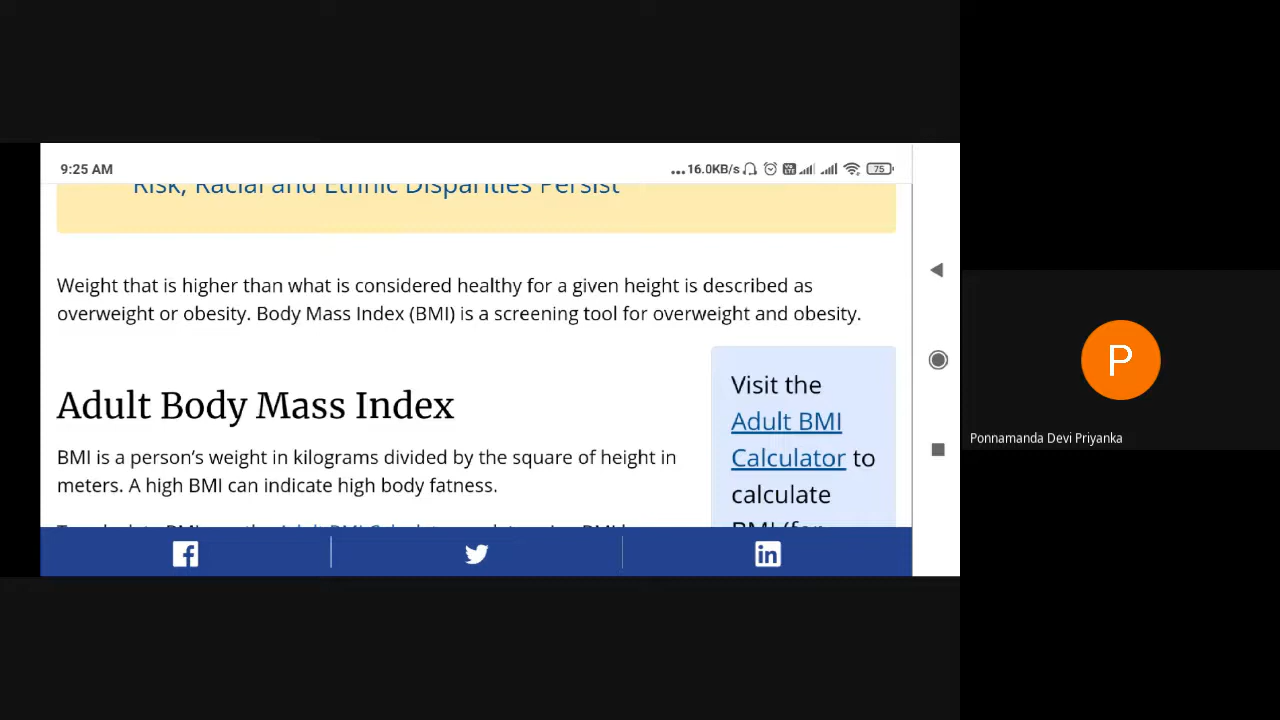 9:25 AM
...16.0KB/s
75
Risk, Racial and Ethnic Disparities Persist
Weight that is higher than what is considered healthy for a given height is described as
overweight or obesity. Body Mass Index (BMI) is a screening tool for overweight and obesity.
Adult Body Mass Index
BMI is a person’s weight in kilograms divided by the square of height in
meters. A high BMI can indicate high body fatness.
Visit the
Adult BMI
Calculator to
calculate
BMI (for
P
Ponnamanda Devi Priyanka